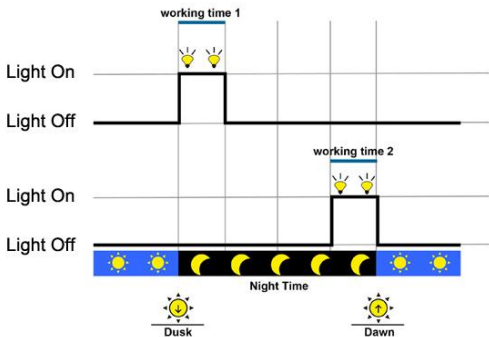 working time 1
Light On
Light Off
working time 2
Light On
Light Off
Night Time
Dusk
Dawn